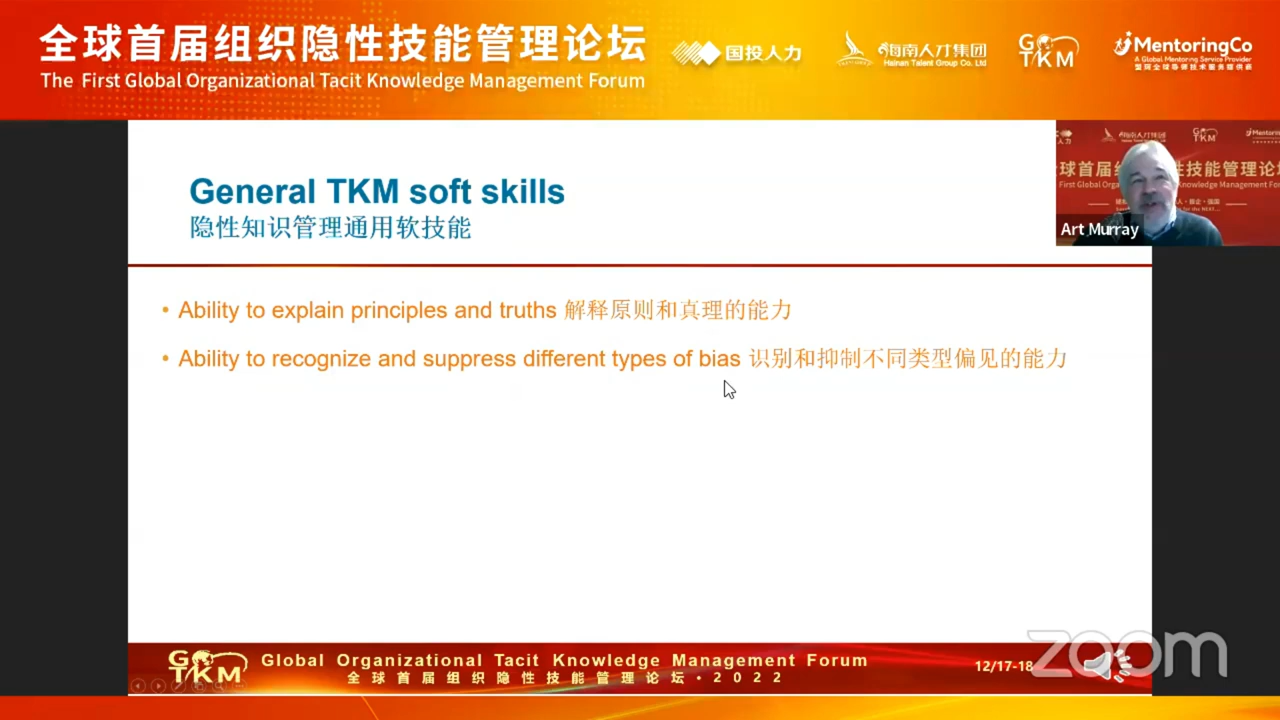 全球首届组织隐性技能管理论坛
The First Global Organizational Tacit Knowledge Management Forum
国投人力
海南人才集团
Hainan Talent Group Co. Ltd
GO TKM
MentoringCo
A Global Mentoring Service Provider
General TKM soft skills
隐性知识管理通用软技能
Art Murray
• Ability to explain principles and truths 解释原则和真理的能力
• Ability to recognize and suppress different types of bias 识别和抑制不同类型偏见的能力
GO TKM
Global Organizational Tacit Knowledge Management Forum
全球首届组织隐性技能管理论坛 • 2022
12/17-18
zoom